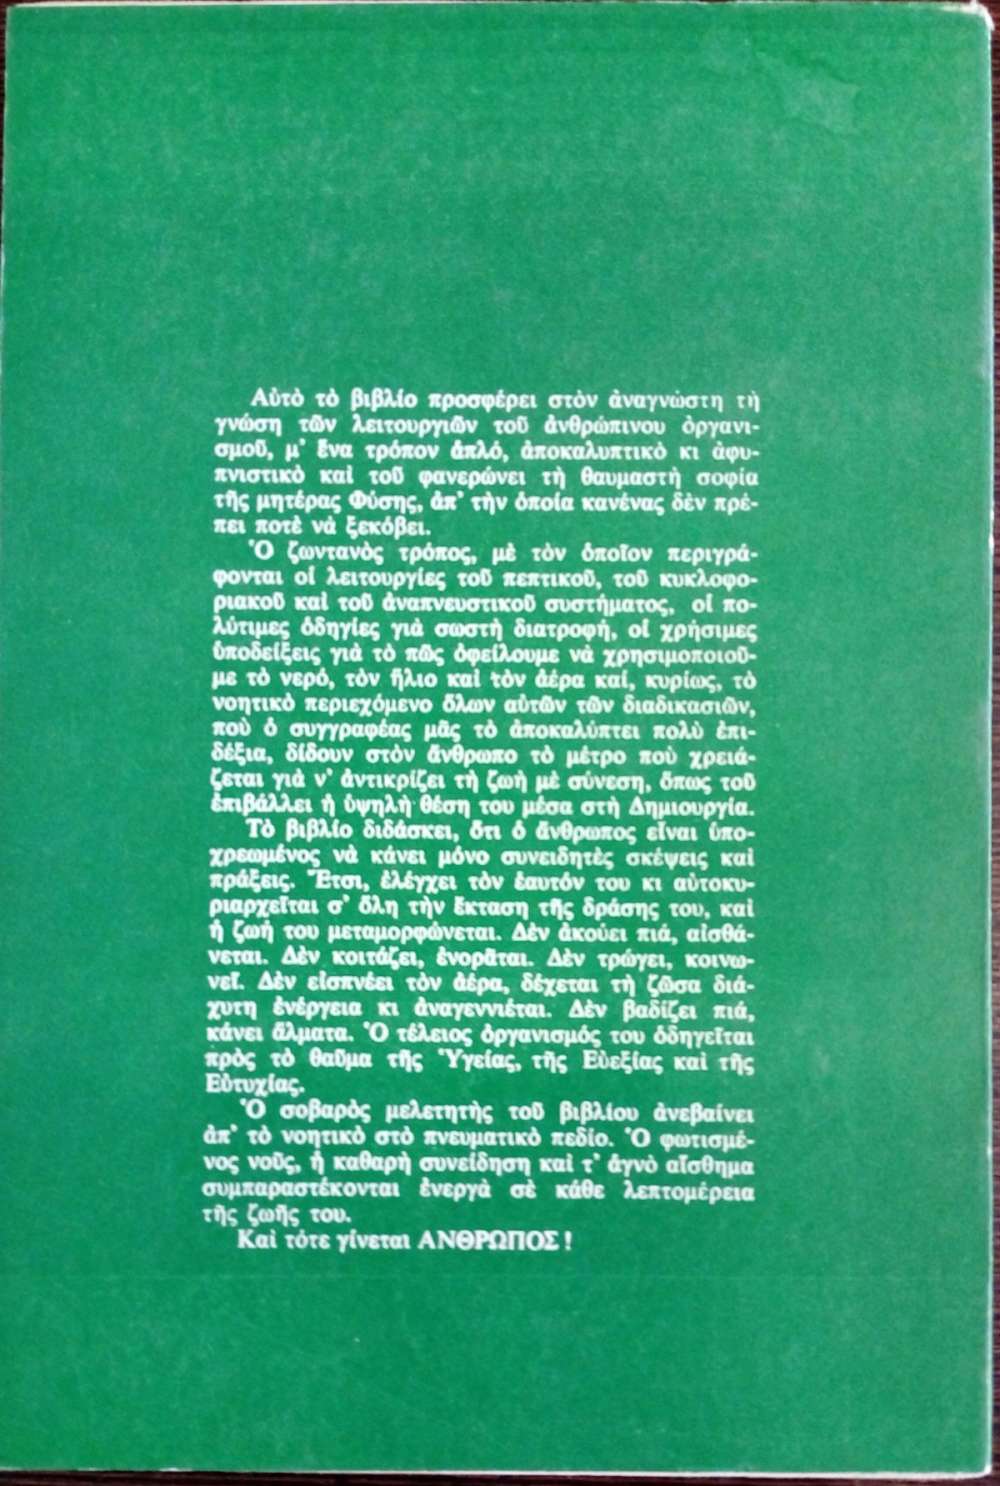 Αὐτὸ τὸ βιβλίο προσφέρει στὸν ἀναγνώστη τὴ
γνώση τῶν λειτουργιῶν τοῦ ἀνθρώπινου ὀργανι-
σμοῦ, μ' ἕνα τρόπον ἁπλό, ἀποκαλυπτικὸ κι ἀφυ-
πνιστικὸ καὶ τοῦ φανερώνει τὴ θαυμαστὴ σοφία
τῆς μητέρας Φύσης, ἀπ' τὴν ὁποία κανένας δὲν πρέ-
πει ποτὲ νὰ ξεκόβει.
Ὁ ζωντανὸς τρόπος, μὲ τὸν ὁποῖον περιγρά-
φονται οἱ λειτουργίες τοῦ πεπτικοῦ, τοῦ κυκλοφο-
ριακοῦ καὶ τοῦ ἀναπνευστικοῦ συστήματος, οἱ πο-
λύτιμες ὁδηγίες γιὰ σωστὴ διατροφή, οἱ χρήσιμες
ὑποδείξεις γιὰ τὸ πῶς ὀφείλουμε νὰ χρησιμοποιοῦ-
με τὸ νερό, τὸν ἥλιο καὶ τὸν ἀέρα καί, κυρίως, τὸ
νοητικὸ περιεχόμενο ὅλων αὐτῶν τῶν διαδικασιῶν,
ποὺ ὁ συγγραφέας μᾶς τὸ ἀποκαλύπτει πολὺ ἐπι-
δέξια, δίδουν στὸν ἄνθρωπο τὸ μέτρο ποὺ χρειά-
ζεται γιὰ ν' ἀντικρίζει τὴ ζωὴ μὲ σύνεση, ὅπως τοῦ
ἐπιβάλλει ἡ ὑψηλὴ θέση του μέσα στὴ Δημιουργία.
Τὸ βιβλίο διδάσκει, ὅτι ὁ ἄνθρωπος εἶναι ὑπο-
χρεωμένος νὰ κάνει μόνο συνειδητὲς σκέψεις καὶ
πράξεις. Ἔτσι, ἐλέγχει τὸν ἑαυτόν του κι αὐτοκυ-
ριαρχεῖται σ' ὅλη τὴν ἔκταση τῆς δράσης του, καὶ
ἡ ζωή του μεταμορφώνεται. Δὲν ἀκούει πιά, αἰσθά-
νεται. Δὲν κοιτάζει, ἐνορᾶται. Δὲν τρώγει, κοινω-
νεῖ. Δὲν εἰσπνέει τὸν ἀέρα, δέχεται τὴ ζῶσα διά-
χυτη ἐνέργεια κι ἀναγεννιέται. Δὲν βαδίζει πιά,
κάνει ἅλματα. Ὁ τέλειος ὀργανισμός του ὁδηγεῖται
πρὸς τὸ θαῦμα τῆς Ὑγείας, τῆς Εὐεξίας καὶ τῆς
Εὐτυχίας.
Ὁ σοβαρὸς μελετητὴς τοῦ βιβλίου ἀνεβαίνει
ἀπ' τὸ νοητικὸ στὸ πνευματικὸ πεδίο. Ὁ φωτισμέ-
νος νοῦς, ἡ καθαρὴ συνείδηση καὶ τ' ἁγνὸ αἴσθημα
συμπαραστέκονται ἐνεργὰ σὲ κάθε λεπτομέρεια
τῆς ζωῆς του.
Καὶ τότε γίνεται ΑΝΘΡΩΠΟΣ !